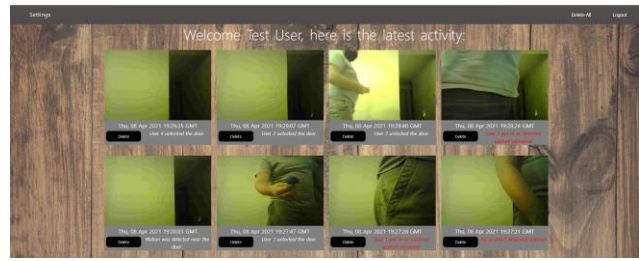 Settings Delete All Logout
Welcome Test User, here is the latest activity:
Thu, 08 Apr 2021 19:29:35 GMT
Delete User 4 unlocked the door.
Thu, 08 Apr 2021 19:29:07 GMT
Delete User 2 unlocked the door.
Thu, 08 Apr 2021 19:28:48 GMT
Delete User 3 unlocked the door.
Thu, 08 Apr 2021 19:28:24 GMT
Delete
Thu, 08 Apr 2021 19:28:03 GMT
Delete Motion was detected near the
door.
Thu, 08 Apr 2021 19:27:47 GMT
Delete User 1 unlocked the door.
Thu, 08 Apr 2021 19:27:28 GMT
Delete
Thu, 08 Apr 2021 19:27:21 GMT
Delete